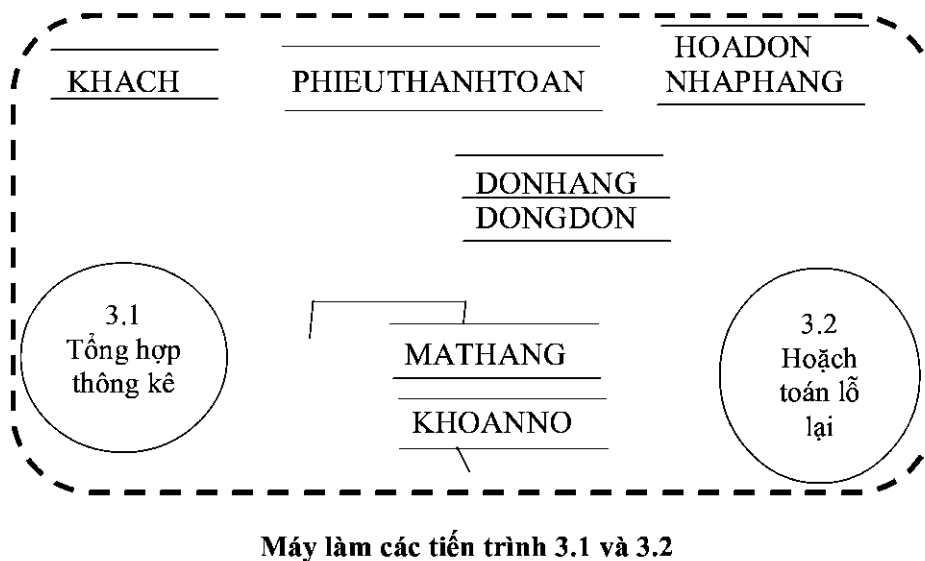 KHACH
PHIEUTHANHTOAN
HOADON
NHAPHANG
DONHANG
DONGDON
3.1
Tổng hợp
thông kê
MATHANG
KHOANNO
3.2
Hoặch
toán lỗ
lại
Máy làm các tiến trình 3.1 và 3.2